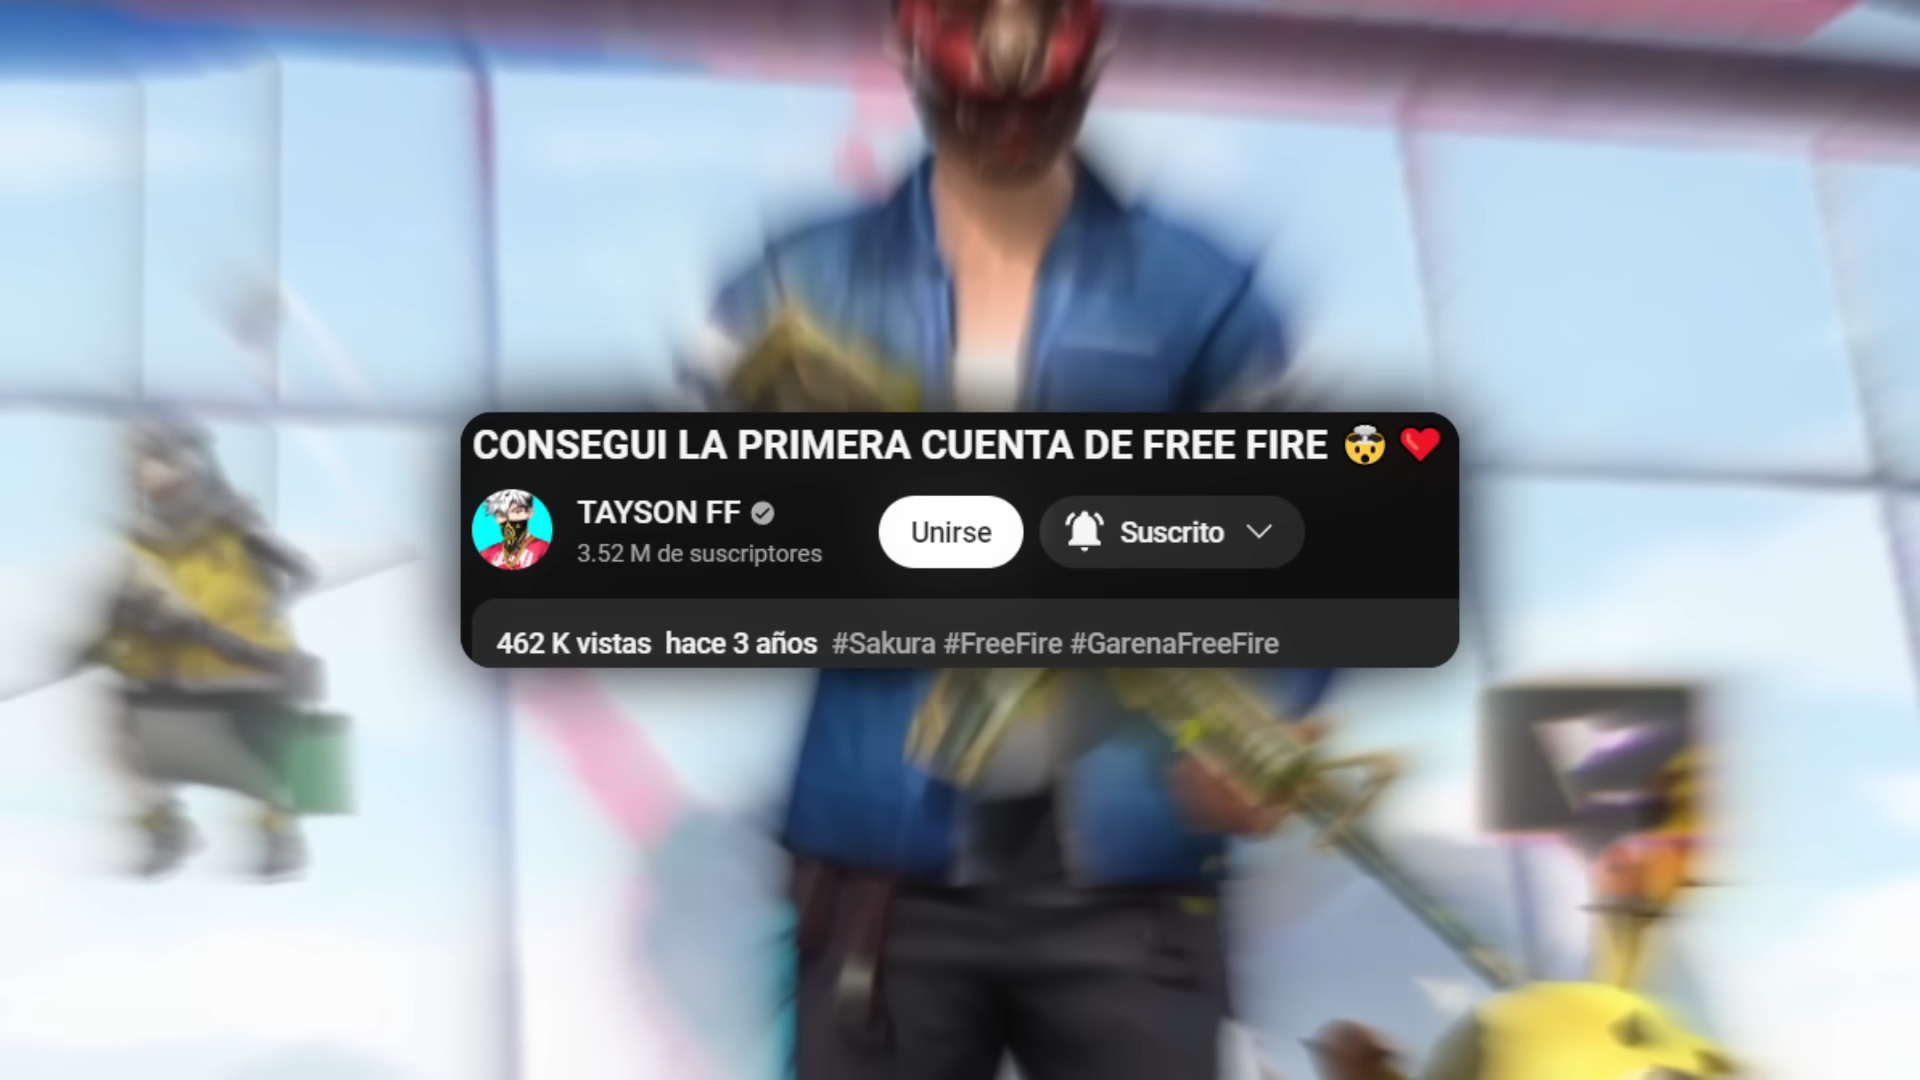 CONSEGUI LA PRIMERA CUENTA DE FREE FIRE 🤯 ❤️
TAYSON FF
3.52 M de suscriptores
Unirse
Suscrito
462 K vistas hace 3 años #Sakura #FreeFire #GarenaFreeFire